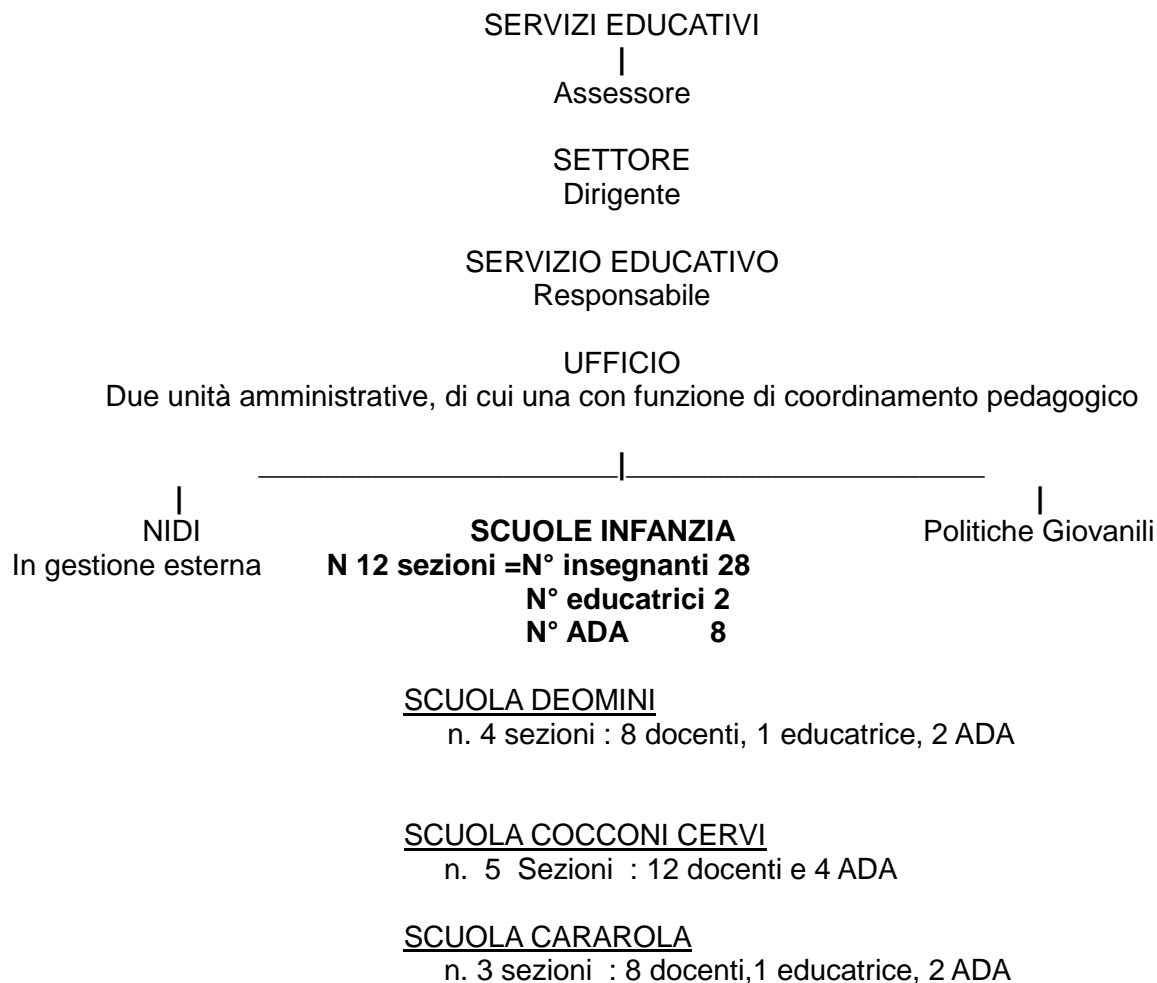 SERVIZI EDUCATIVI
|
Assessore
SETTORE
Dirigente
SERVIZIO EDUCATIVO
Responsabile
UFFICIO
Due unità amministrative, di cui una con funzione di coordinamento pedagogico
______________________|______________________
| |
NIDI SCUOLE INFANZIA Politiche Giovanili
In gestione esterna N 12 sezioni =N° insegnanti 28
N° educatrici 2
N° ADA 8
SCUOLA DEOMINI
n. 4 sezioni : 8 docenti, 1 educatrice, 2 ADA
SCUOLA COCCONI CERVI
n. 5 Sezioni : 12 docenti e 4 ADA
SCUOLA CARAROLA
n. 3 sezioni : 8 docenti,1 educatrice, 2 ADA